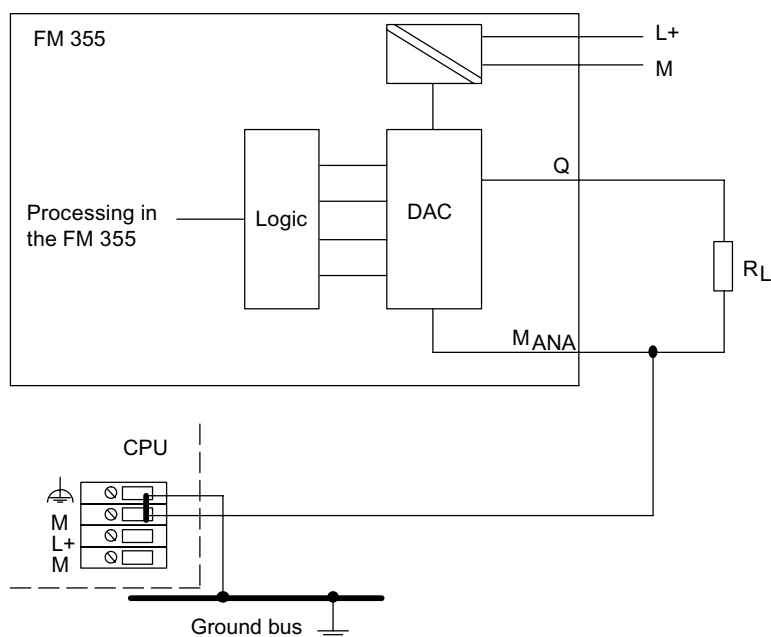 FM 355
L+
M
Q
Processing in
the FM 355
Logic
DAC
RL
MANA
CPU
M
L+
M
Ground bus